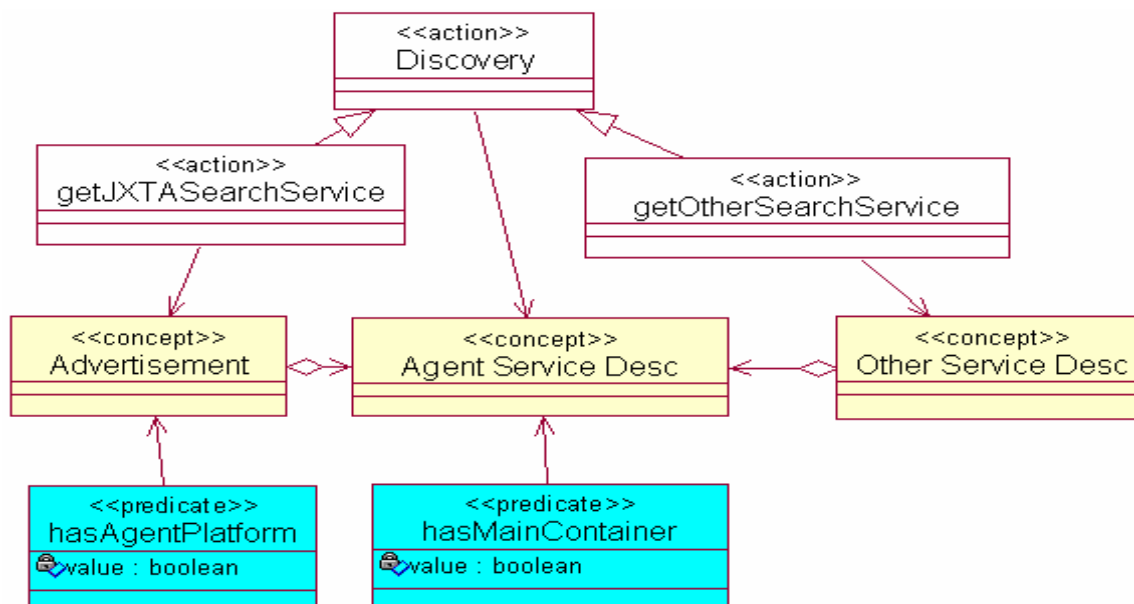 <<action>>
Discovery
<<action>>
getJXTASearchService
<<action>>
getOtherSearchService
<<concept>>
Advertisement
<<concept>>
Agent Service Desc
<<concept>>
Other Service Desc
<<predicate>>
hasAgentPlatform
value : boolean
<<predicate>>
hasMainContainer
value : boolean